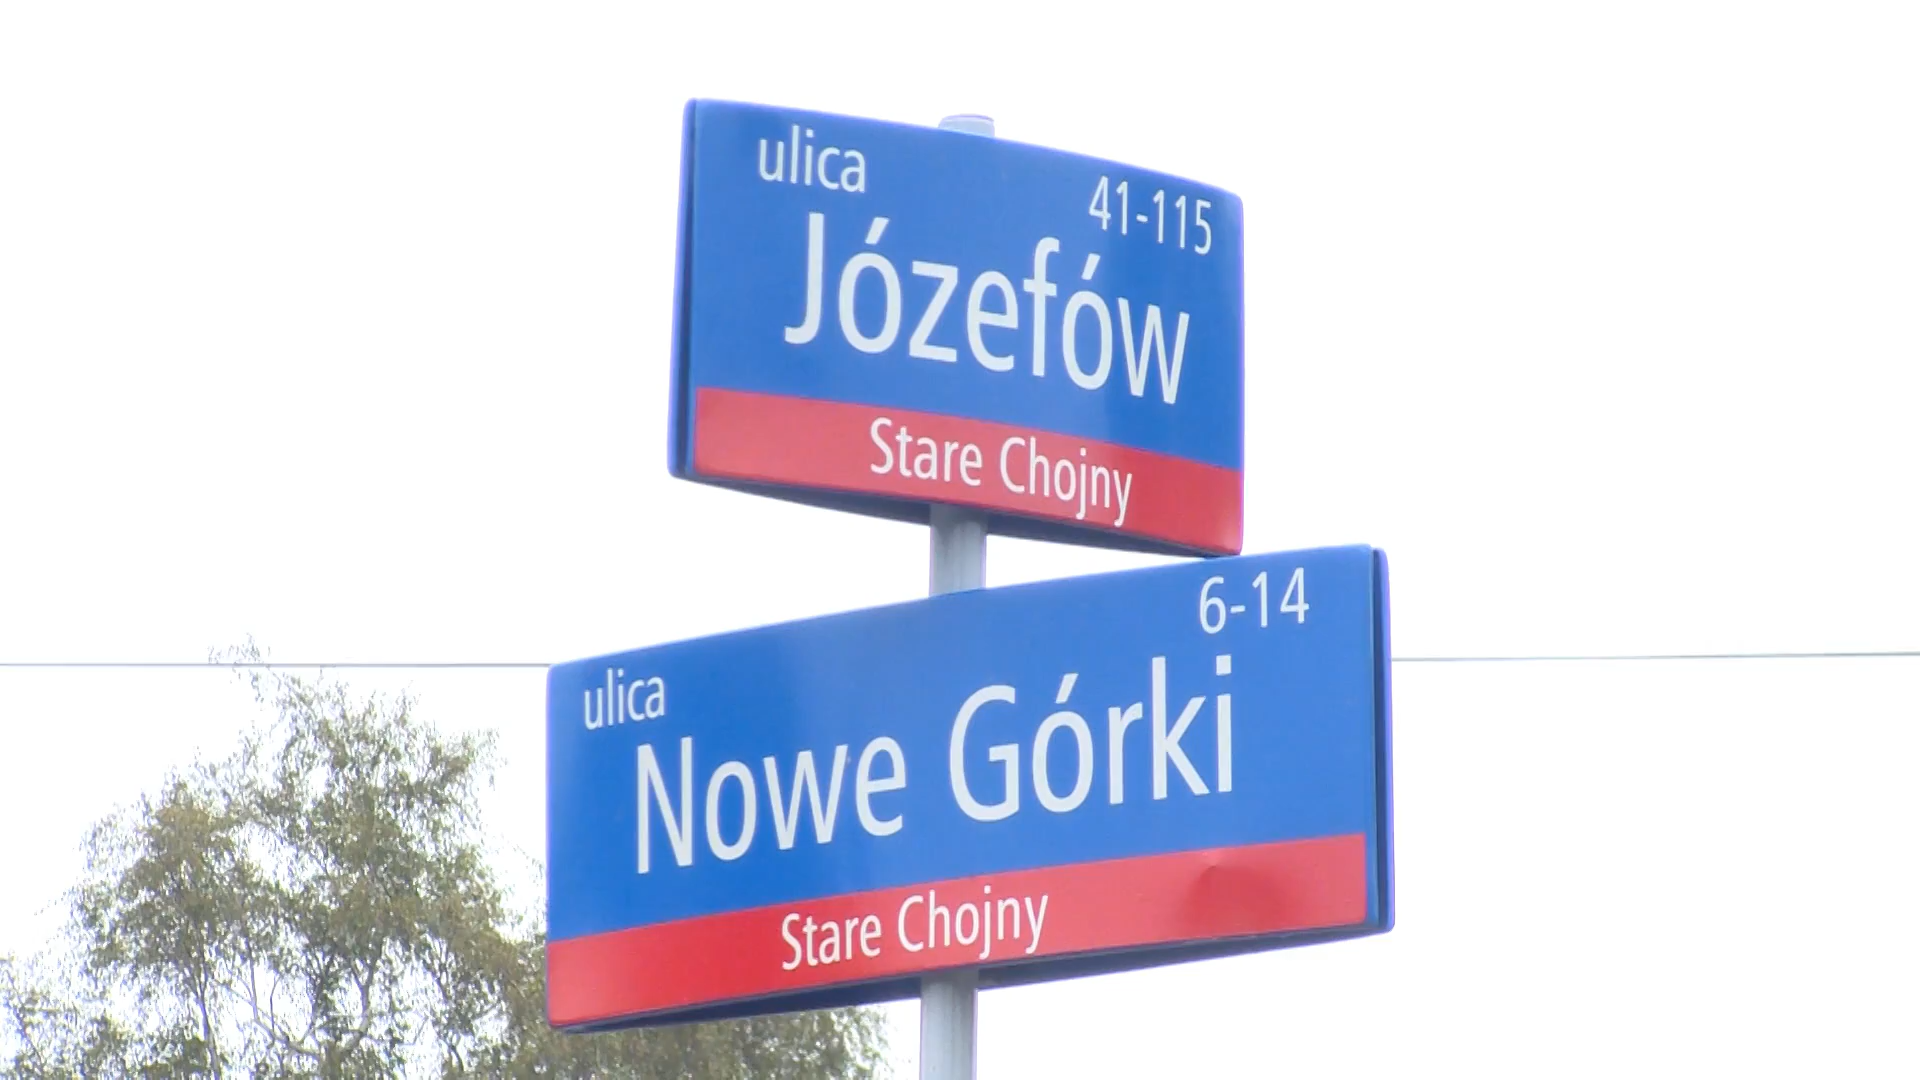 ulica
41-115
Józefów
Stare Chojny
6-14
ulica
Nowe Górki
Stare Chojny